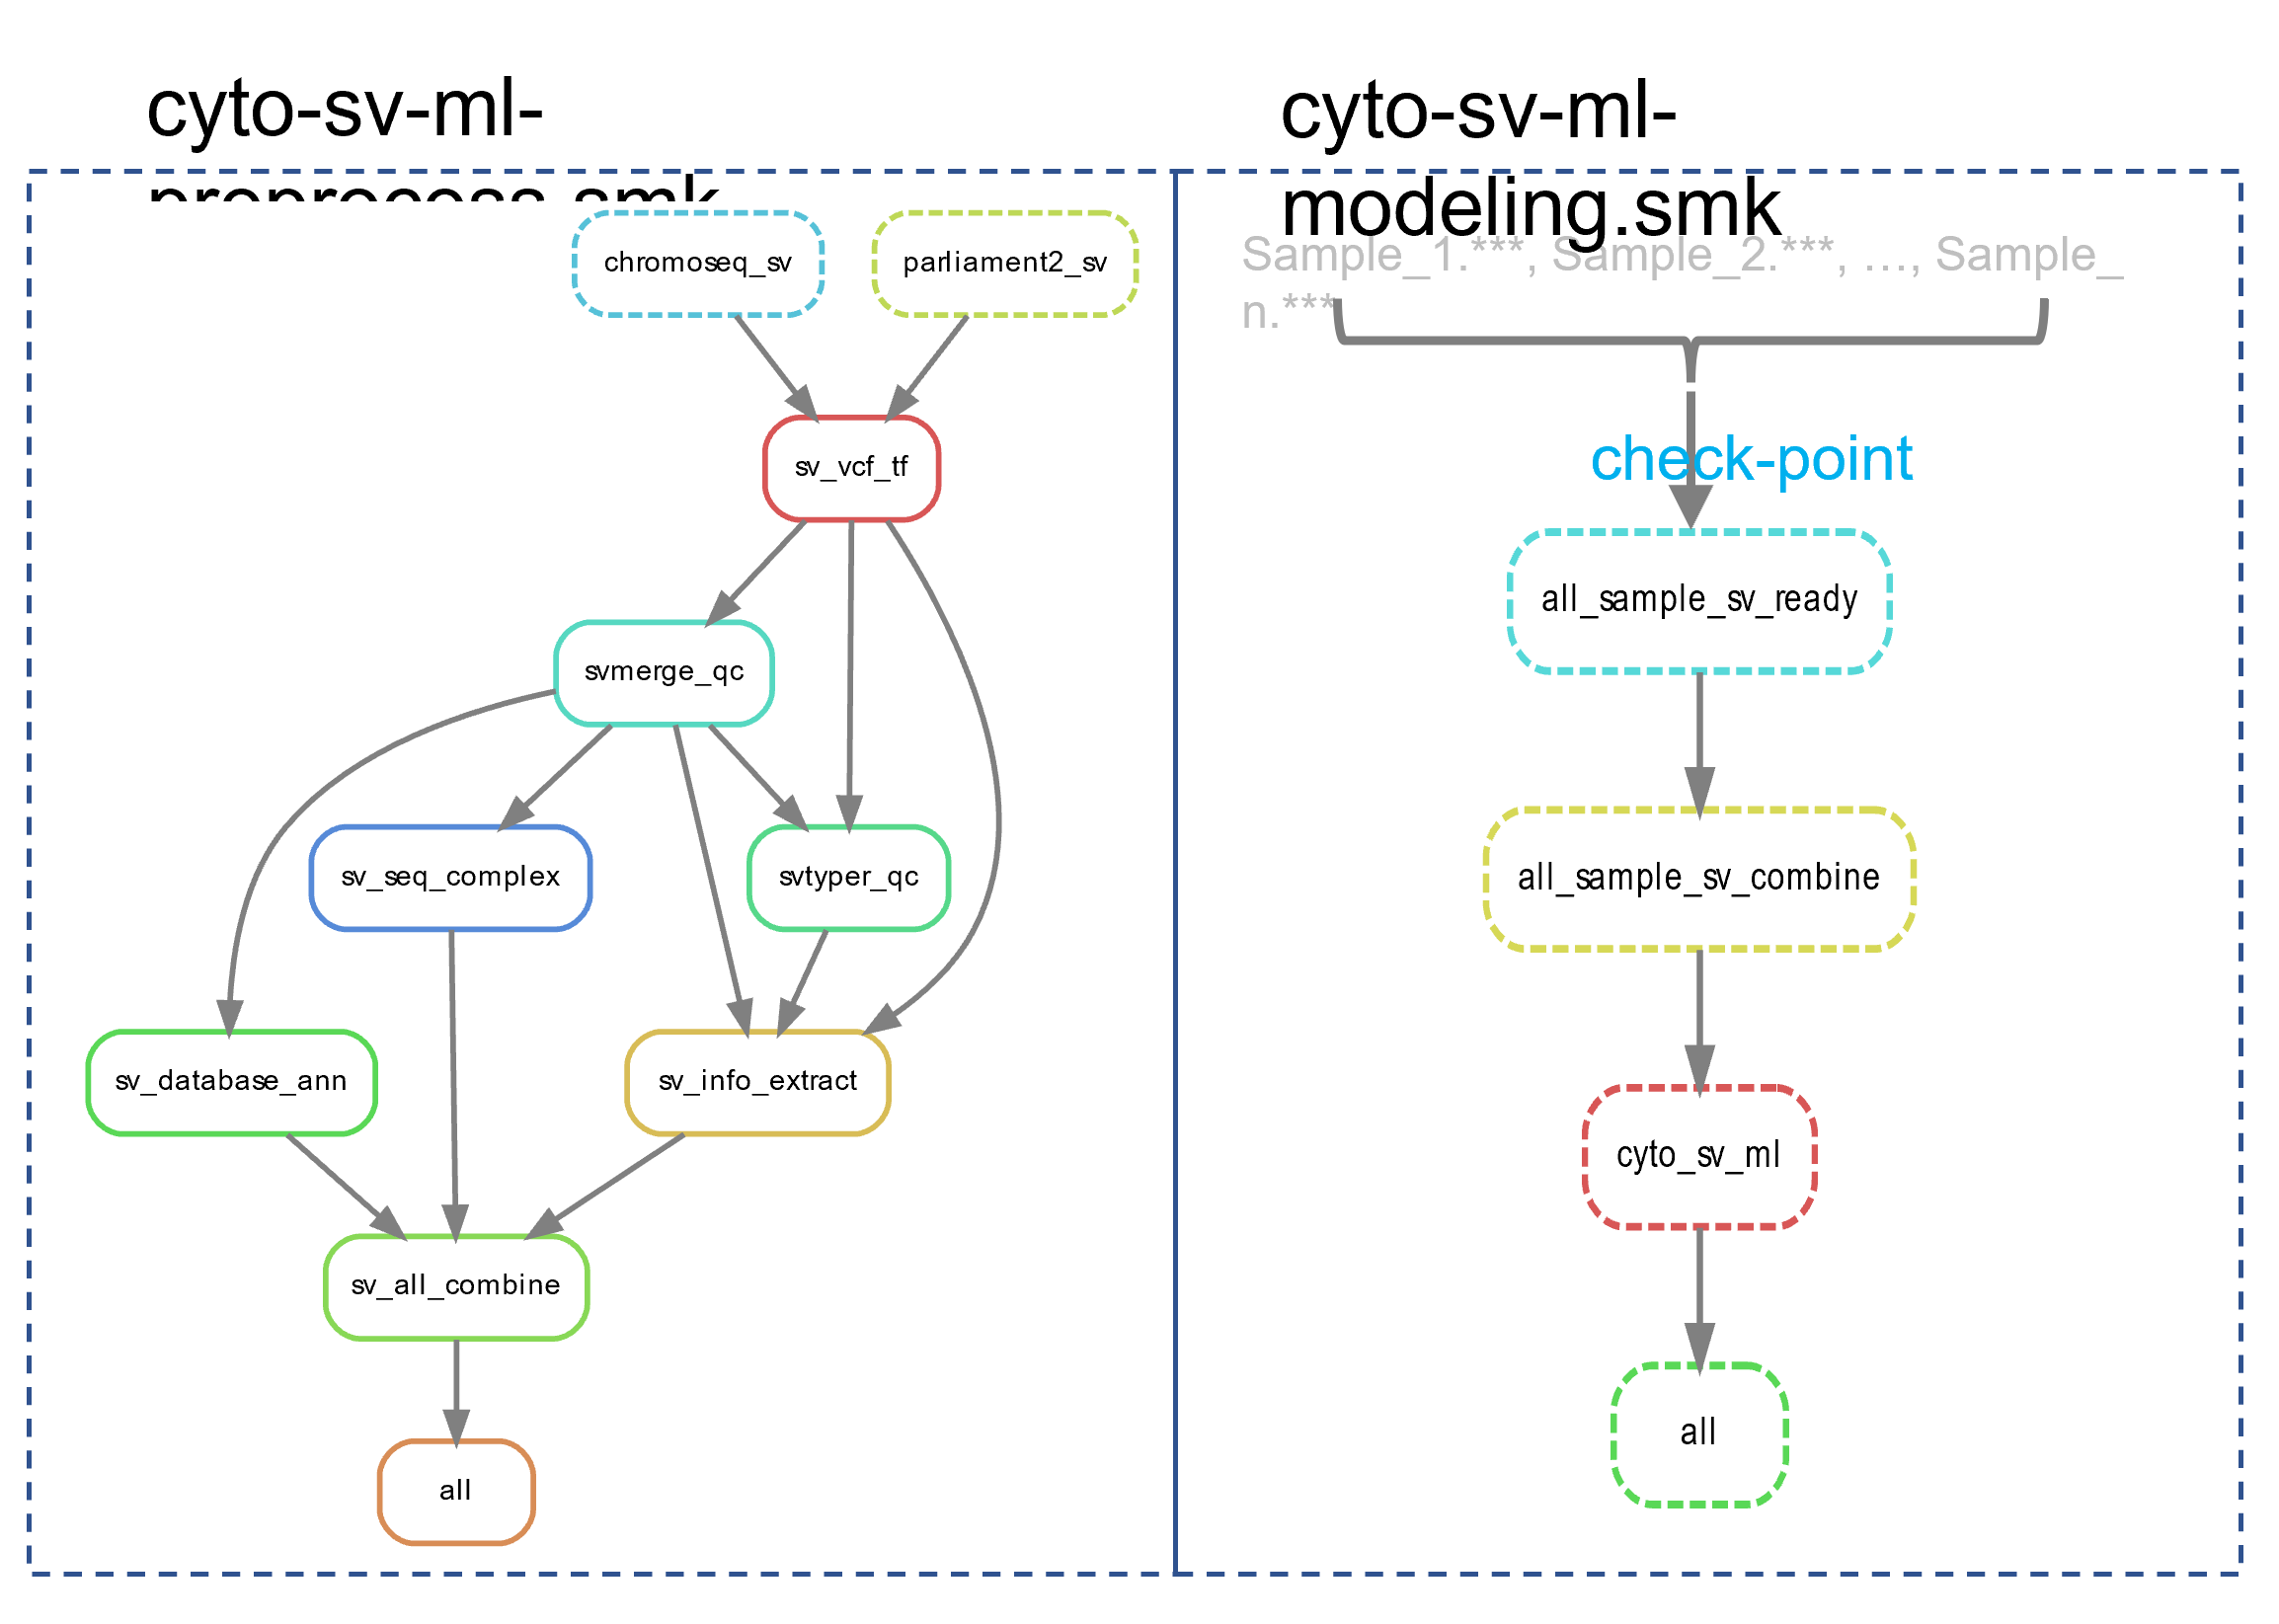 cyto-sv-ml-
preprocess.smk
chromoseq_sv
parliament2_sv
sv_vcf_tf
svmerge_qc
sv_seq_complex
svtyper_qc
sv_database_ann
sv_info_extract
sv_all_combine
all
cyto-sv-ml-
modeling.smk
Sample_1.***, Sample_2.***, ..., Sample_
n.***
check-point
all_sample_sv_ready
all_sample_sv_combine
cyto_sv_ml
all